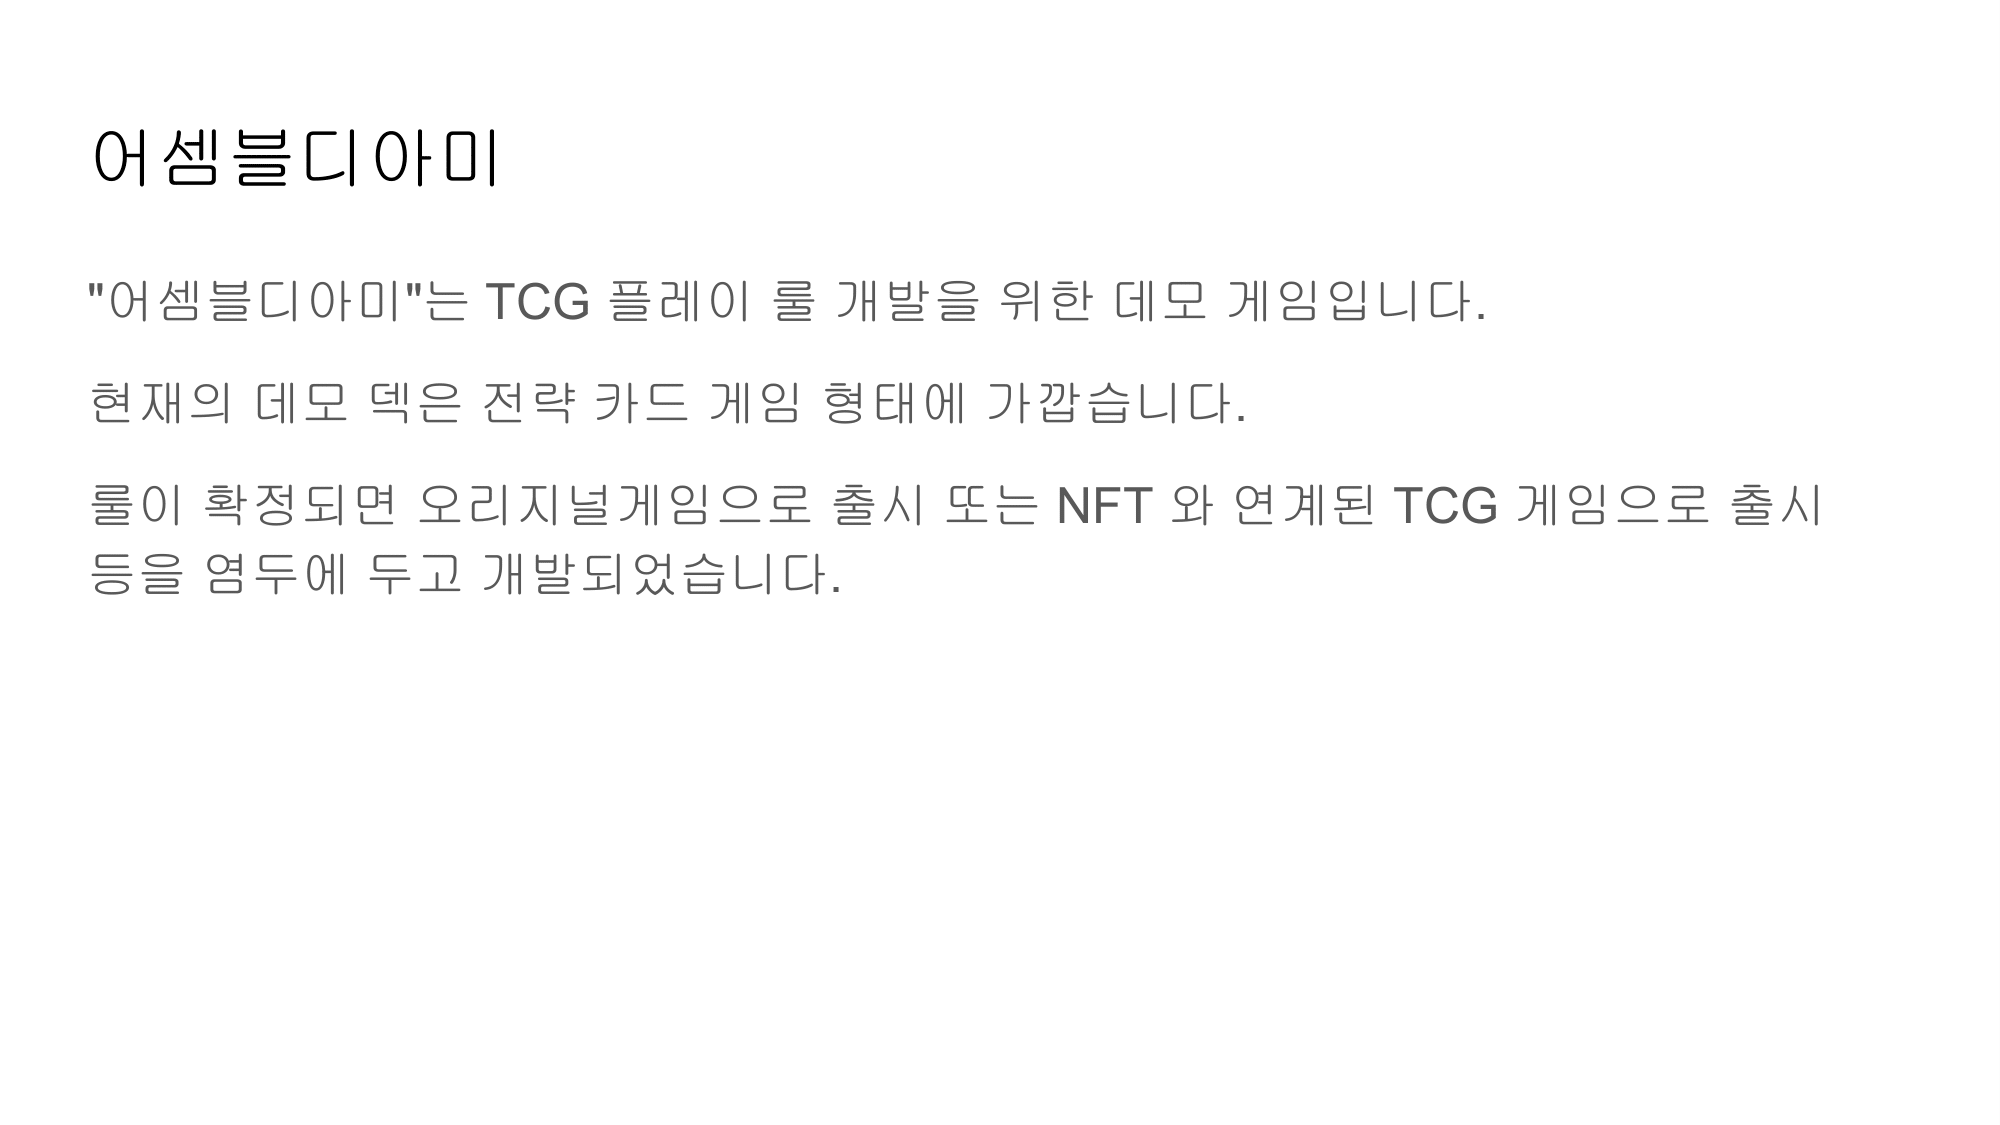 어셈블디아미
"어셈블디아미"는 TCG 플레이 룰 개발을 위한 데모 게임입니다.
현재의 데모 덱은 전략 카드 게임 형태에 가깝습니다.
룰이 확정되면 오리지널게임으로 출시 또는 NFT 와 연계된 TCG 게임으로 출시
등을 염두에 두고 개발되었습니다.